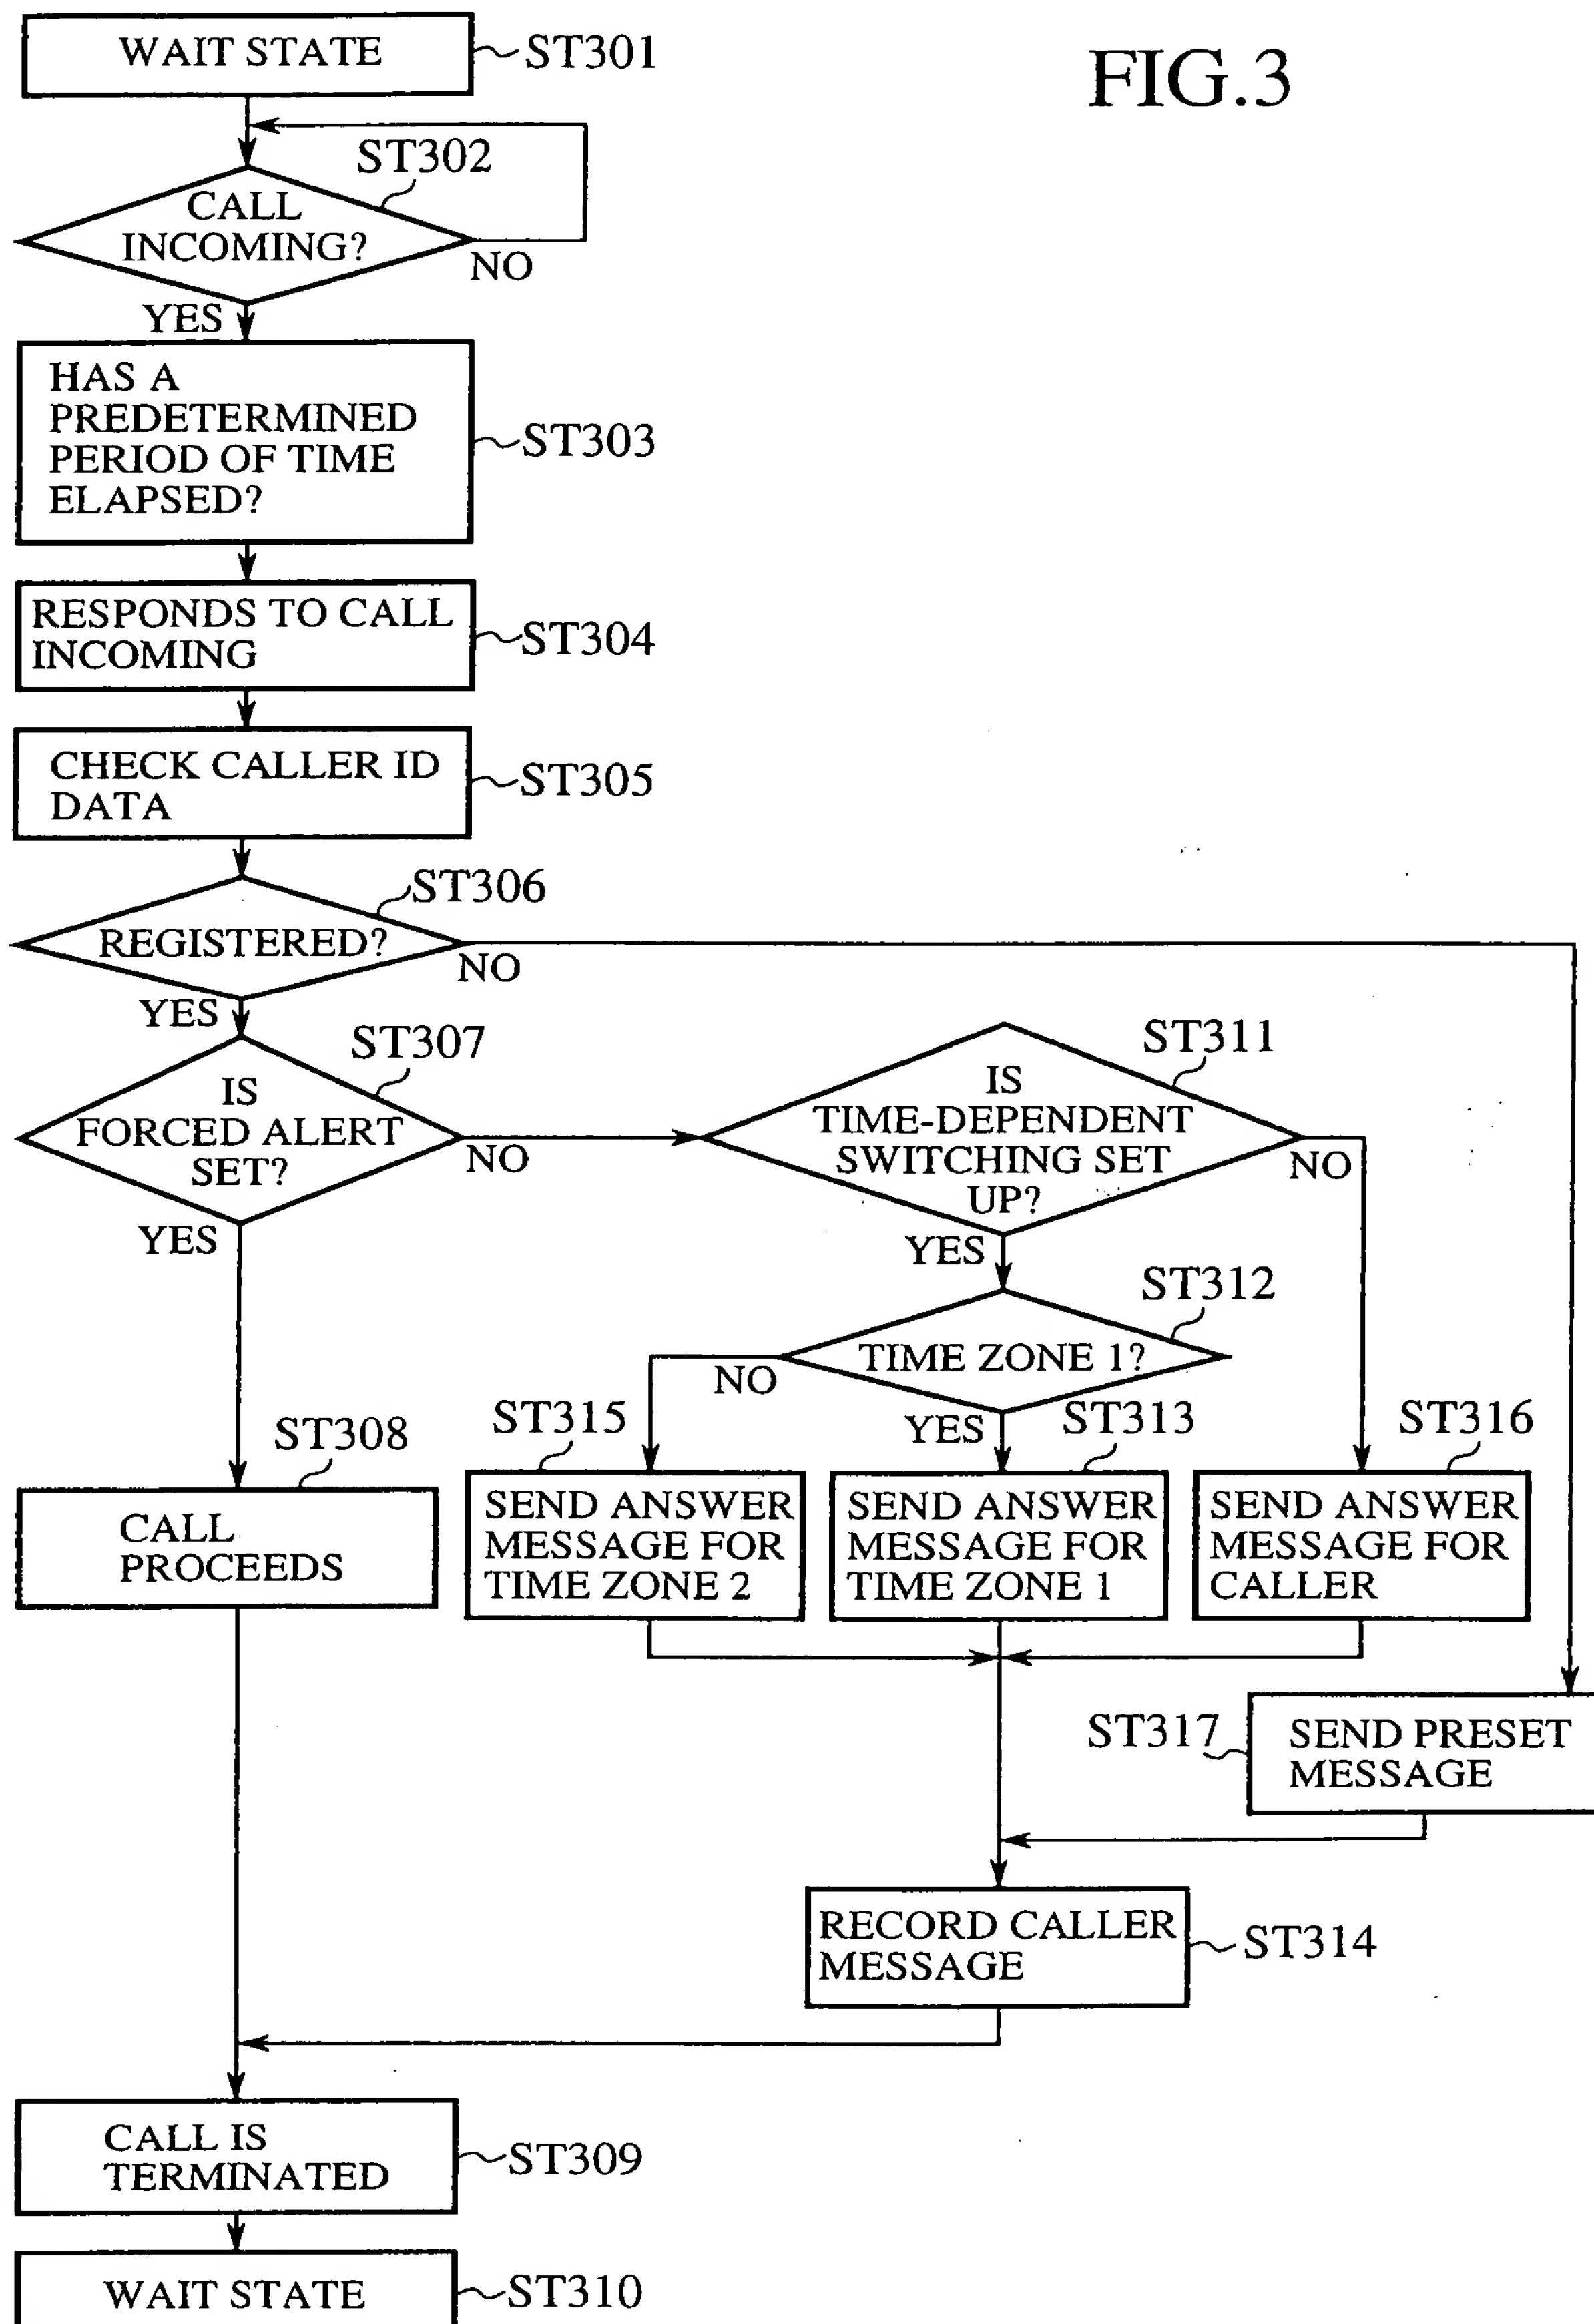 FIG.3
WAIT STATE
ST301
ST302
CALL
INCOMING?
NO
YES
HAS A
PREDETERMINED
PERIOD OF TIME
ELAPSED?
ST303
RESPONDS TO CALL
INCOMING
ST304
CHECK CALLER ID
DATA
ST305
ST306
REGISTERED?
NO
YES
ST307
IS
FORCED ALERT
SET?
NO
YES
ST311
IS
TIME-DEPENDENT
SWITCHING SET
UP?
NO
YES
ST312
TIME ZONE 1?
NO
YES
ST308
CALL
PROCEEDS
ST315
SEND ANSWER
MESSAGE FOR
TIME ZONE 2
ST313
SEND ANSWER
MESSAGE FOR
TIME ZONE 1
ST316
SEND ANSWER
MESSAGE FOR
CALLER
ST317
SEND PRESET
MESSAGE
RECORD CALLER
MESSAGE
ST314
CALL IS
TERMINATED
ST309
WAIT STATE
ST310